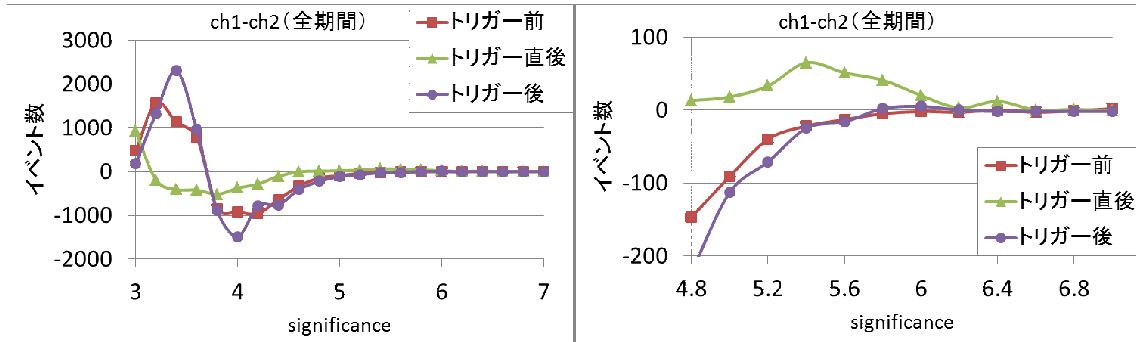 ch1-ch2(全期間)
トリガー前
トリガー直後
トリガー後
イベント数
3000
2000
1000
0
-1000
-2000
3 4 5 6 7
significance
ch1-ch2(全期間)
トリガー前
トリガー直後
トリガー後
イベント数
100
0
-100
-200
4.8 5.2 5.6 6 6.4 6.8
significance